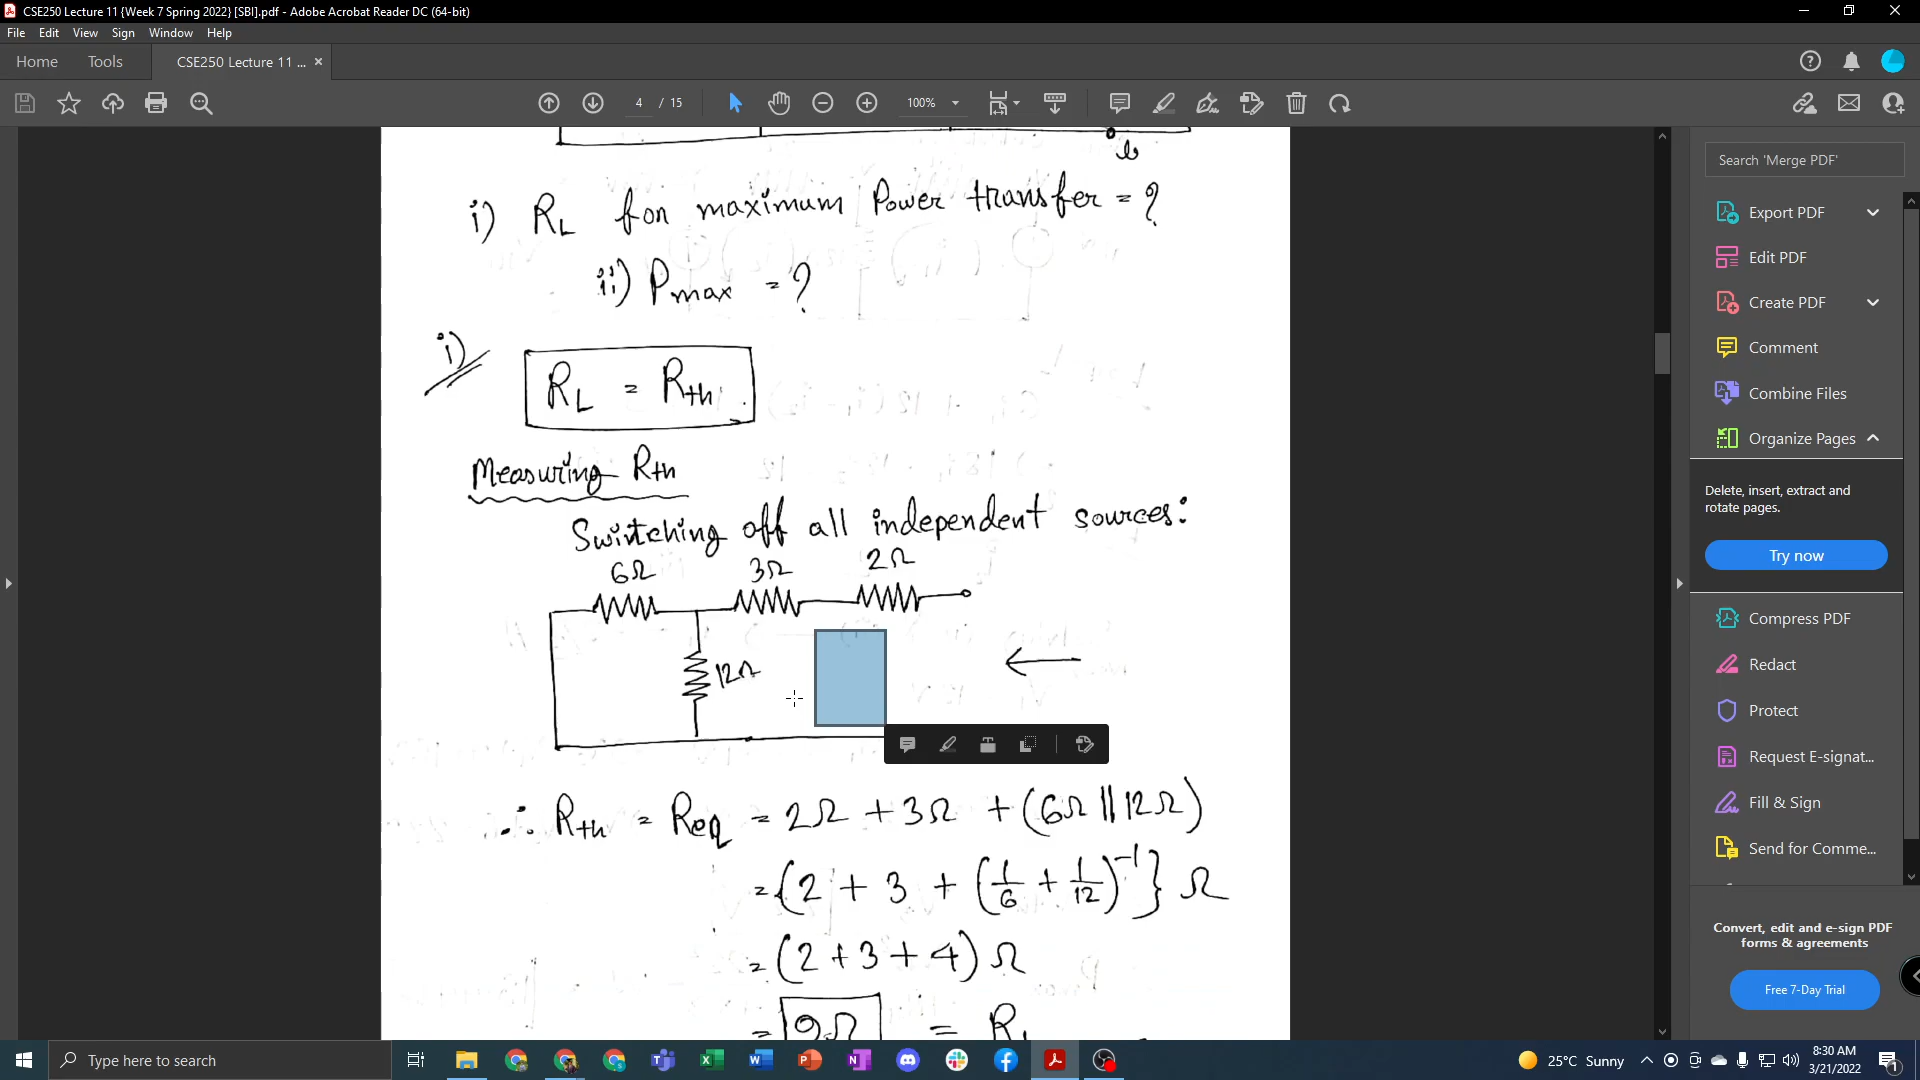 CSE250 Lecture 11 {Week 7 Spring 2022} [SBI].pdf - Adobe Acrobat Reader DC (64-bit)
File Edit View Sign Window Help
Home Tools CSE250 Lecture 11 ... ×
4 / 15 100%
b
i) RL for maximum Power transfer = ?
ii) Pmax = ?
i)
RL = Rth
Measuring Rth
Switching off all independent sources:
6Ω 3Ω 2Ω
12Ω
∴ Rth = Req = 2Ω + 3Ω + (6Ω || 12Ω)
= {2 + 3 + (1/6 + 1/12)⁻¹} Ω
= (2 + 3 + 4) Ω
= 9Ω = RL
Search 'Merge PDF'
Export PDF
Edit PDF
Create PDF
Comment
Combine Files
Organize Pages
Delete, insert, extract and
rotate pages.
Try now
Compress PDF
Redact
Protect
Request E-signat...
Fill & Sign
Send for Comme...
Convert, edit and e-sign PDF
forms & agreements
Free 7-Day Trial
Type here to search
25°C Sunny
8:30 AM
3/21/2022
1